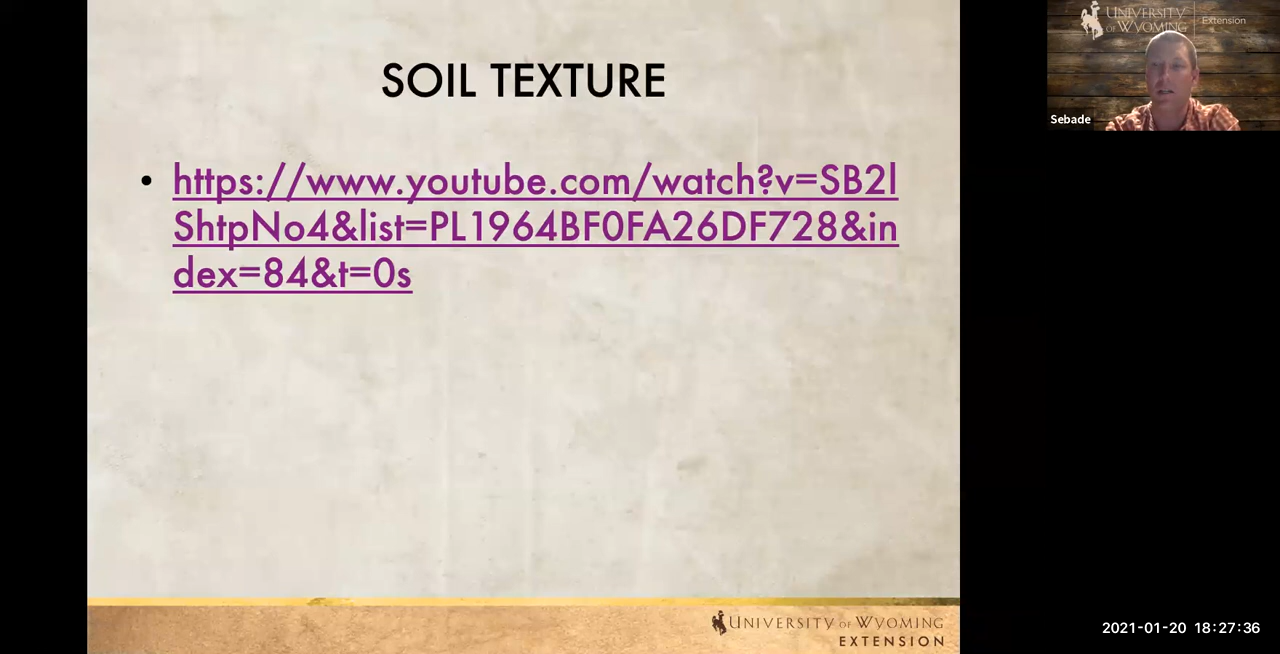 SOIL TEXTURE
• https://www.youtube.com/watch?v=SB2l
ShtpNo4&list=PL1964BF0FA26DF728&in
dex=84&t=0s
UNIVERSITY OF WYOMING
EXTENSION
UNIVERSITY
OF WYOMING
Extension
Sebade
2021-01-20 18:27:36